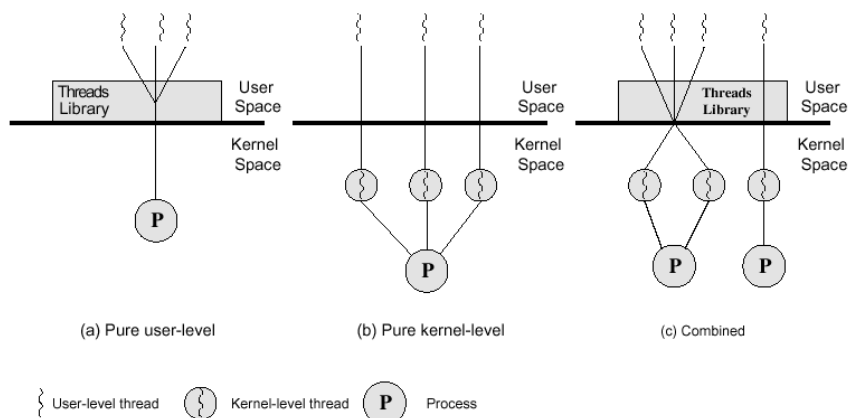 Threads
Library
User
Space
Kernel
Space
P
(a) Pure user-level
User
Space
Kernel
Space
P
(b) Pure kernel-level
Threads
Library
User
Space
Kernel
Space
P
P
(c) Combined
User-level thread
Kernel-level thread
P
Process